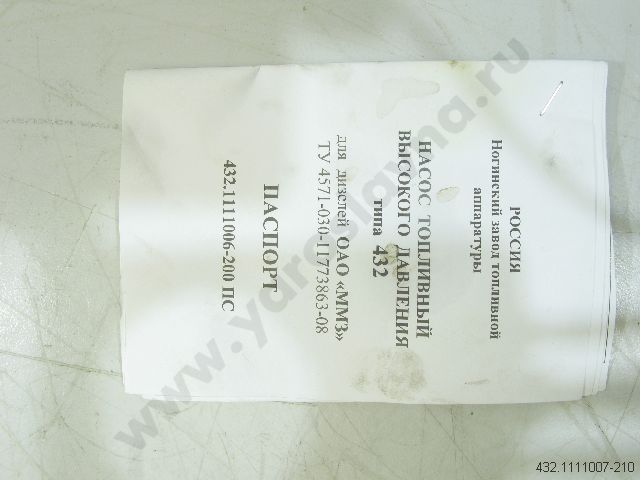 РОССИЯ
Ногинский завод топливной
аппаратуры
НАСОС ТОПЛИВНЫЙ
ВЫСОКОГО ДАВЛЕНИЯ
типа 432
для дизелей ОАО «ММЗ»
ТУ 4571-030-11773863-08
ПАСПОРТ
432.1111006-200 ПС
www.yaroslavna.ru
432.1111007-210